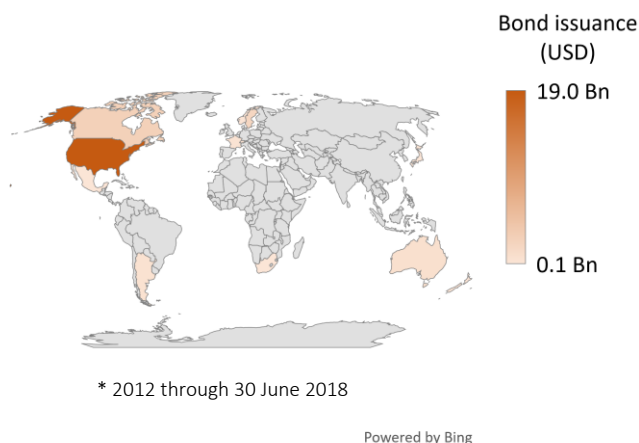 Bond issuance
(USD)
19.0 Bn
0.1 Bn
* 2012 through 30 June 2018
Powered by Bing